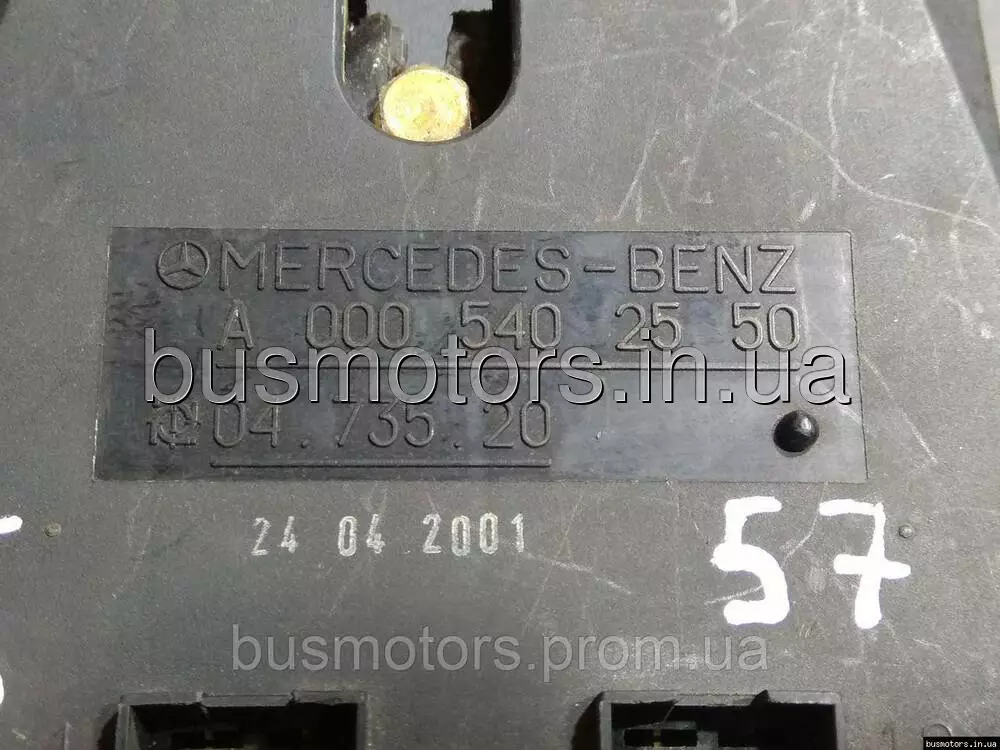 MERCEDES-BENZ
A 000 540 25 50
busmotors.in.ua
04.735.20
24 04 2001
57
busmotors.prom.ua
busmotors.in.ua